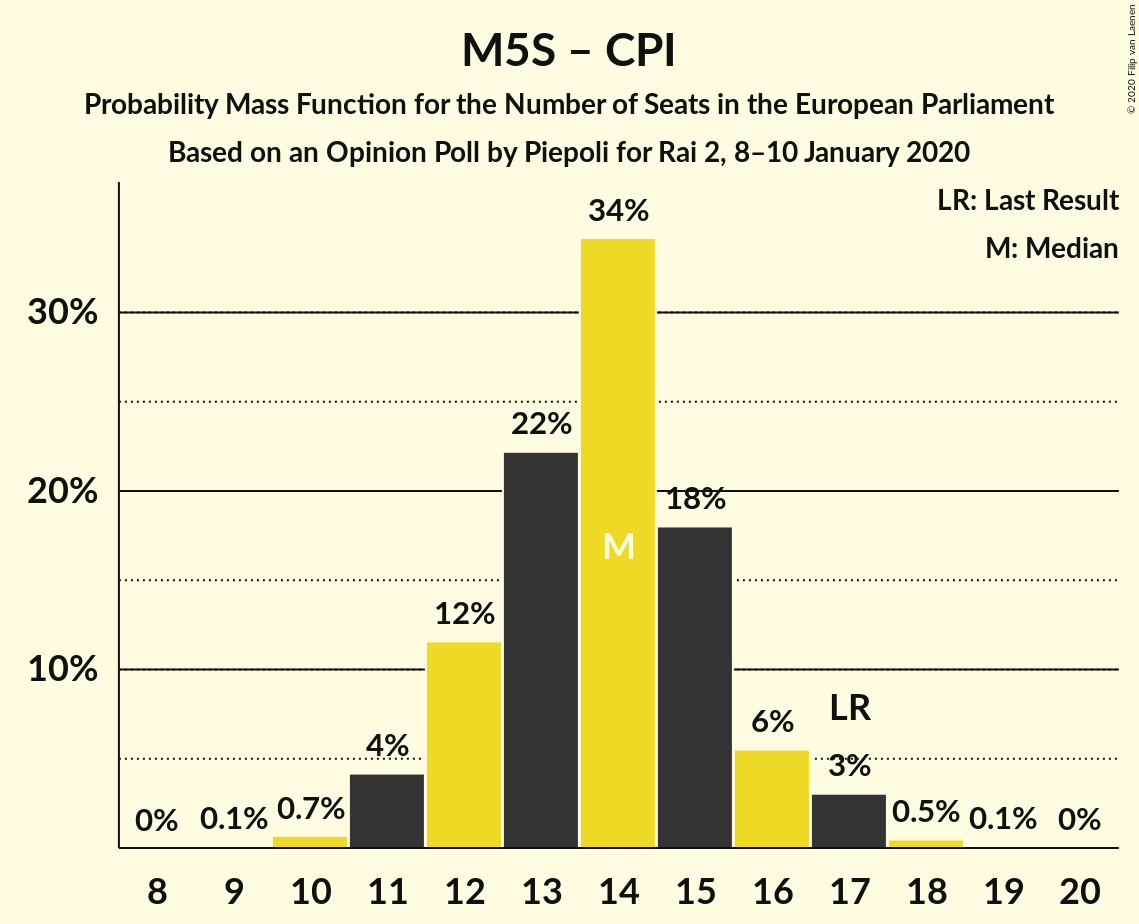 M5S – CPI
Probability Mass Function for the Number of Seats in the European Parliament
Based on an Opinion Poll by Piepoli for Rai 2, 8–10 January 2020
© 2020 Filip van Laenen
LR: Last Result
M: Median
34%
30%
22%
20%
18%
M
12%
10%
LR
6%
4%
3%
0%
0.1%
0.7%
0.5%
0.1%
0%
8 9 10 11 12 13 14 15 16 17 18 19 20